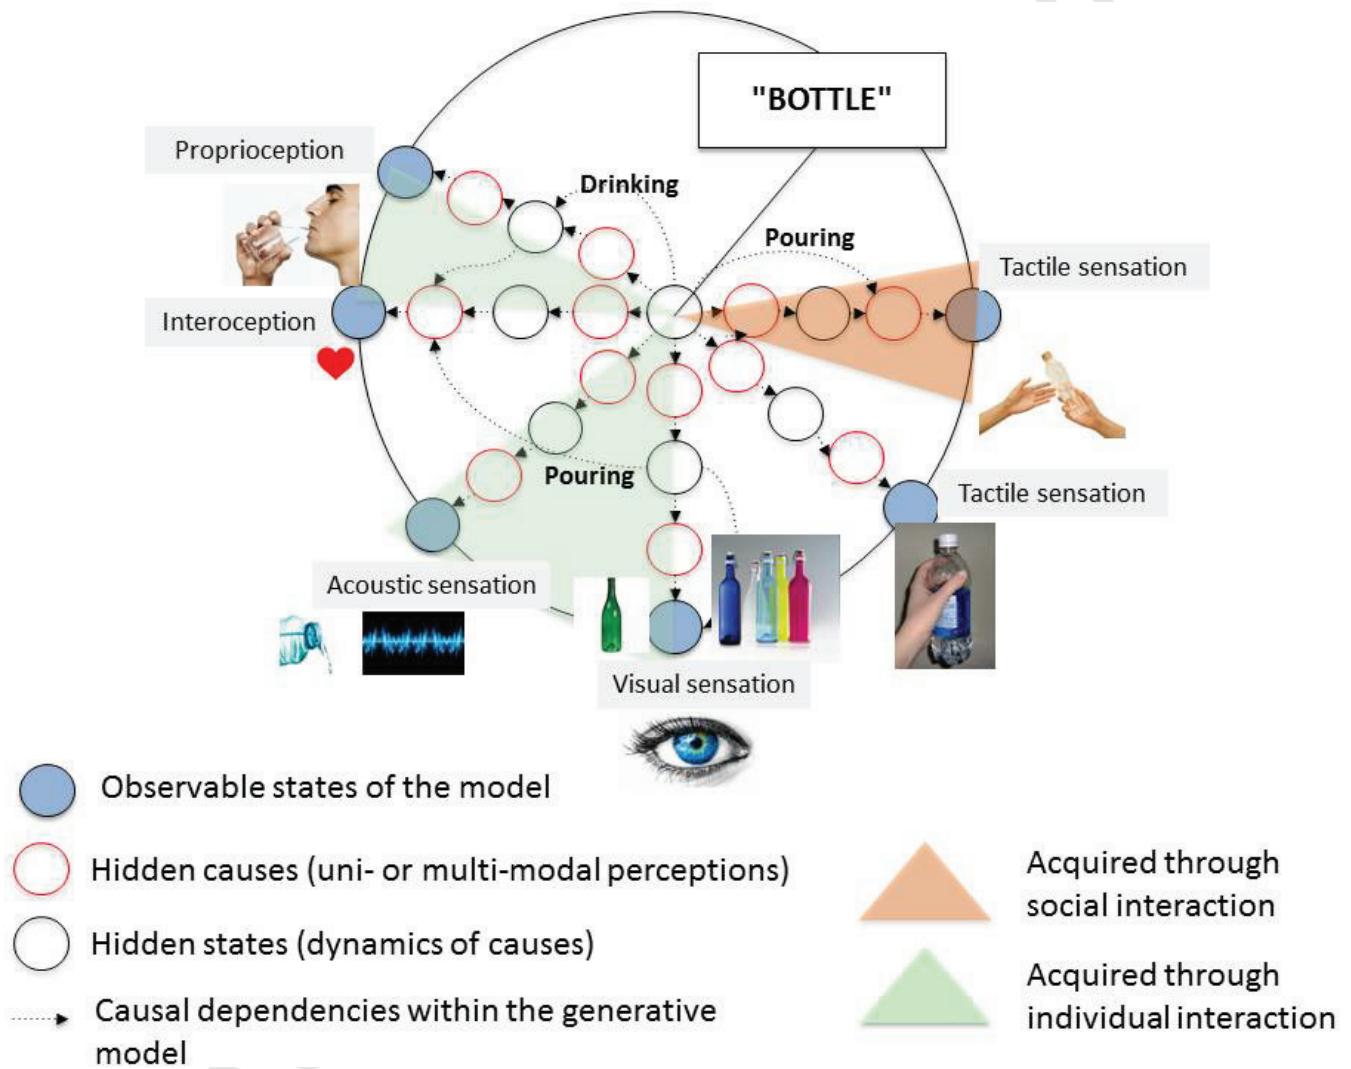 "BOTTLE"
Proprioception
Drinking
Pouring
Tactile sensation
Interoception
Pouring
Tactile sensation
Acoustic sensation
Visual sensation
Observable states of the model
Hidden causes (uni- or multi-modal perceptions)
Hidden states (dynamics of causes)
Causal dependencies within the generative
model
Acquired through
social interaction
Acquired through
individual interaction